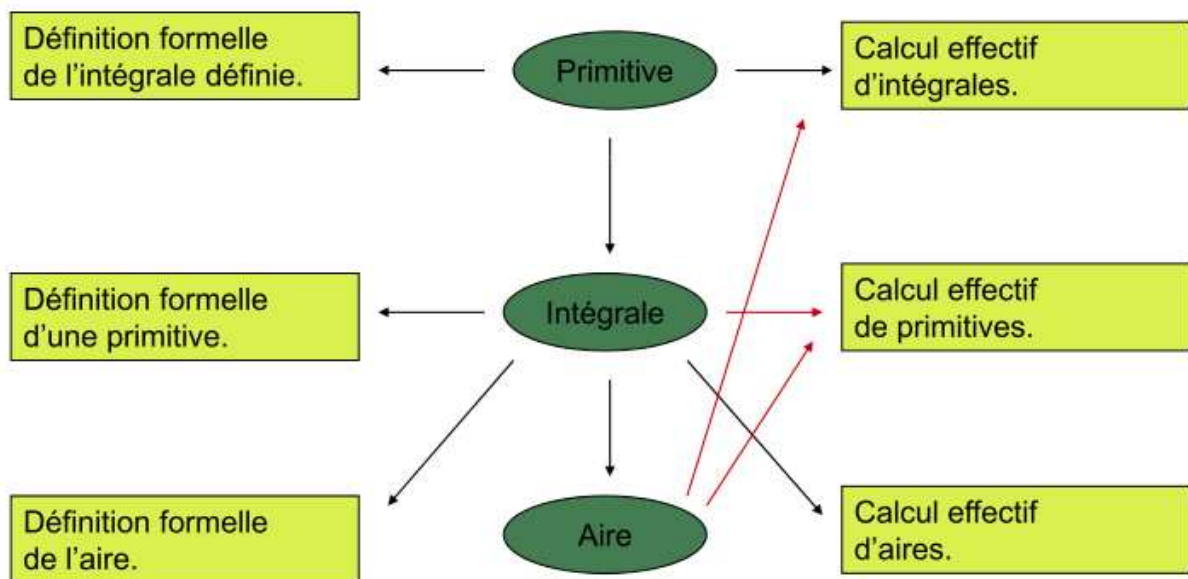 Définition formelle
de l'intégrale définie.
Primitive
Calcul effectif
d'intégrales.
Définition formelle
d'une primitive.
Intégrale
Calcul effectif
de primitives.
Définition formelle
de l'aire.
Aire
Calcul effectif
d'aires.